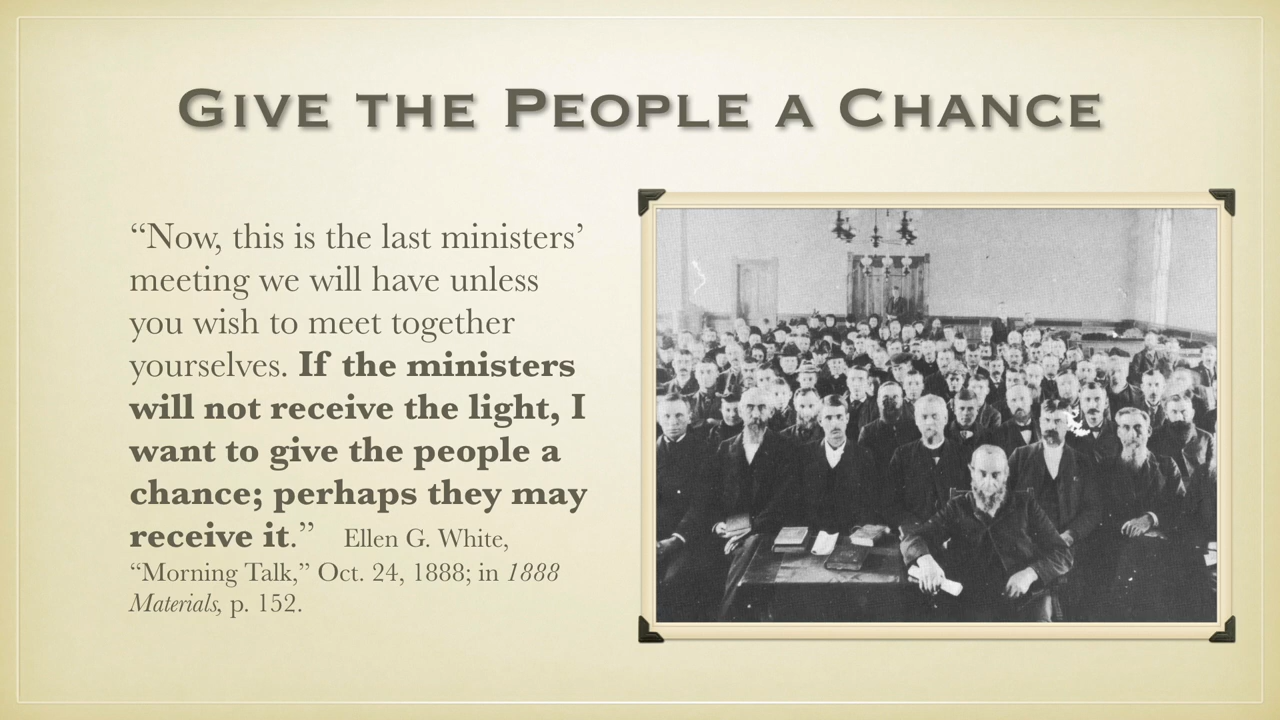 GIVE THE PEOPLE A CHANCE
“Now, this is the last ministers’
meeting we will have unless
you wish to meet together
yourselves. If the ministers
will not receive the light, I
want to give the people a
chance; perhaps they may
receive it.” Ellen G. White,
“Morning Talk,” Oct. 24, 1888; in 1888
Materials, p. 152.